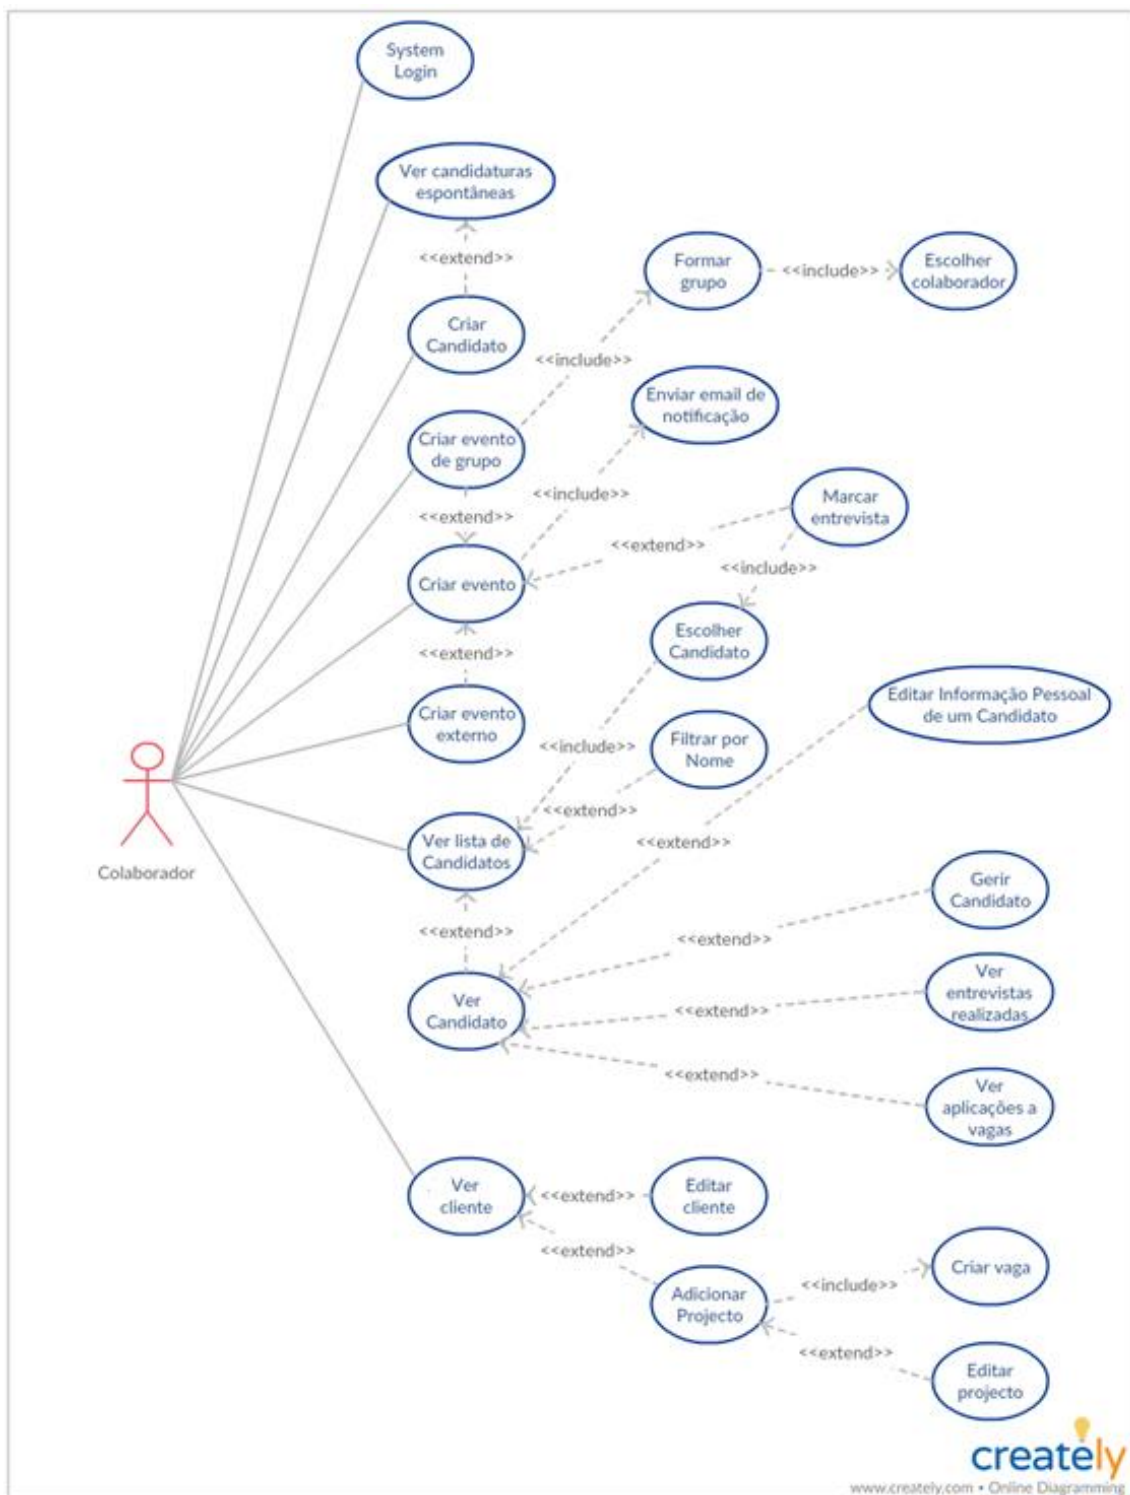 System
Login
Ver candidaturas
espontâneas
<<extend>>
Formar
grupo
<<include>>
Escolher
colaborador
Criar
Candidato
<<include>>
Enviar email de
notificação
Criar evento
de grupo
<<include>>
Marcar
entrevista
<<extend>>
<<extend>>
<<include>>
Criar evento
Escolher
Candidato
<<extend>>
Editar Informação Pessoal
de um Candidato
Criar evento
externo
Filtrar por
Nome
<<include>>
<<extend>>
<<extend>>
Ver lista de
Candidatos
Colaborador
Gerir
Candidato
<<extend>>
<<extend>>
Ver
entrevistas
realizadas
Ver
Candidato
<<extend>>
<<extend>>
Ver
aplicações a
vagas
Ver
cliente
<<extend>>
Editar
cliente
<<extend>>
Criar vaga
<<include>>
Adicionar
Projecto
<<extend>>
Editar
projecto
creately
www.creately.com • Online Diagramming